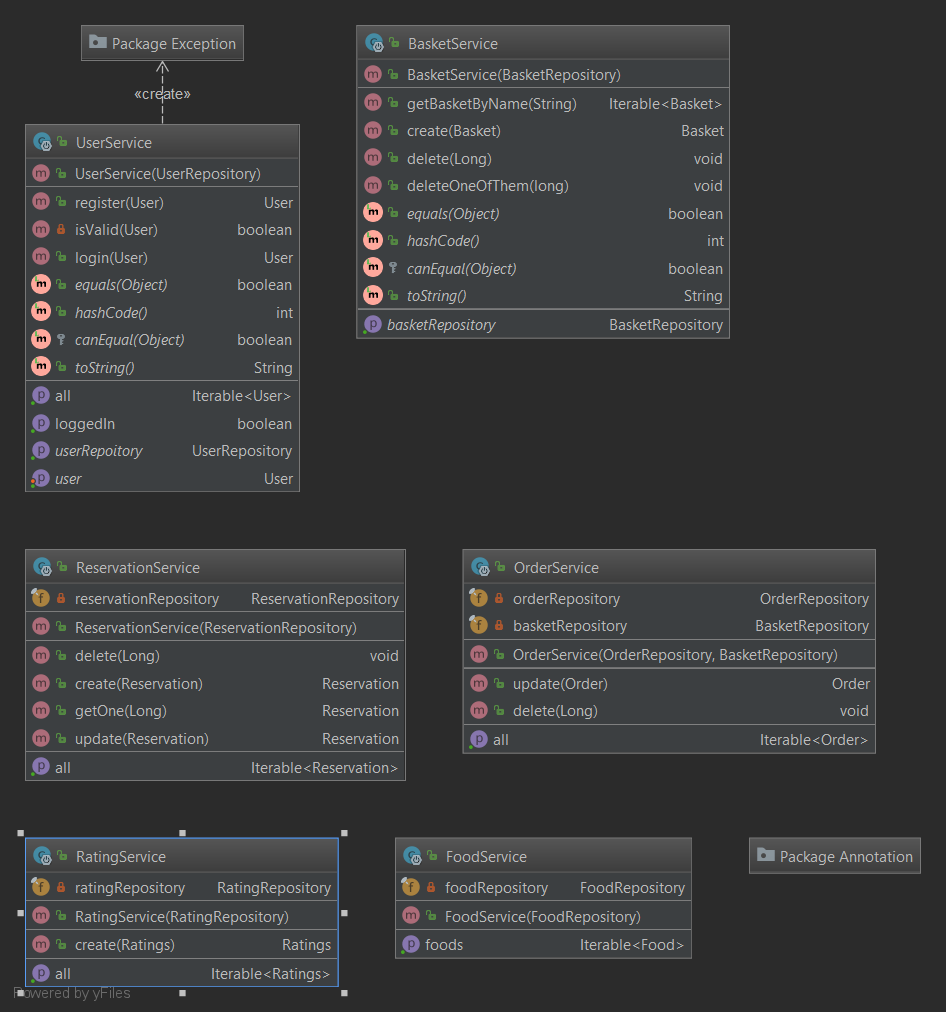 Package Exception
«create»
UserService
UserService(UserRepository)
register(User) User
isValid(User) boolean
login(User) User
equals(Object) boolean
hashCode() int
canEqual(Object) boolean
toString() String
all Iterable<User>
loggedIn boolean
userRepoitory UserRepository
user User
BasketService
BasketService(BasketRepository)
getBasketByName(String) Iterable<Basket>
create(Basket) Basket
delete(Long) void
deleteOneOfThem(long) void
equals(Object) boolean
hashCode() int
canEqual(Object) boolean
toString() String
basketRepository BasketRepository
ReservationService
reservationRepository ReservationRepository
ReservationService(ReservationRepository)
delete(Long) void
create(Reservation) Reservation
getOne(Long) Reservation
update(Reservation) Reservation
all Iterable<Reservation>
OrderService
orderRepository OrderRepository
basketRepository BasketRepository
OrderService(OrderRepository, BasketRepository)
update(Order) Order
delete(Long) void
all Iterable<Order>
RatingService
ratingRepository RatingRepository
RatingService(RatingRepository)
create(Ratings) Ratings
all Iterable<Ratings>
FoodService
foodRepository FoodRepository
FoodService(FoodRepository)
foods Iterable<Food>
Package Annotation
Powered by yFiles